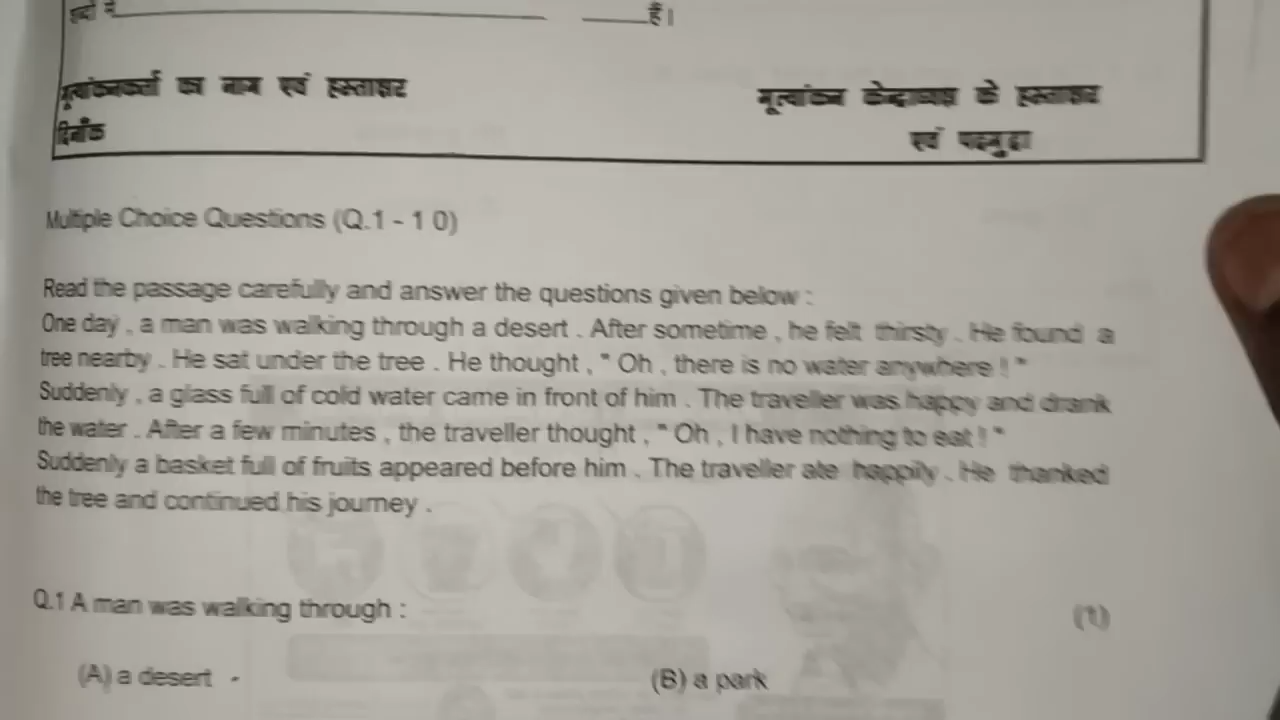 शब्दों में ____________ ____ है।
मूल्यांकनकर्ता का नाम एवं हस्ताक्षर
मूल्यांकन केन्द्राध्यक्ष के हस्ताक्षर
दिनाँक
एवं पदमुद्रा
Multiple Choice Questions (Q.1 - 1 0)
Read the passage carefully and answer the questions given below :
One day , a man was walking through a desert . After sometime , he felt thirsty . He found a
tree nearby . He sat under the tree . He thought , " Oh , there is no water anywhere ! "
Suddenly , a glass full of cold water came in front of him . The traveller was happy and drank
the water . After a few minutes , the traveller thought , " Oh , I have nothing to eat ! "
Suddenly a basket full of fruits appeared before him . The traveller ate happily . He thanked
the tree and continued his journey .
Q.1 A man was walking through : (1)
(A) a desert (B) a park